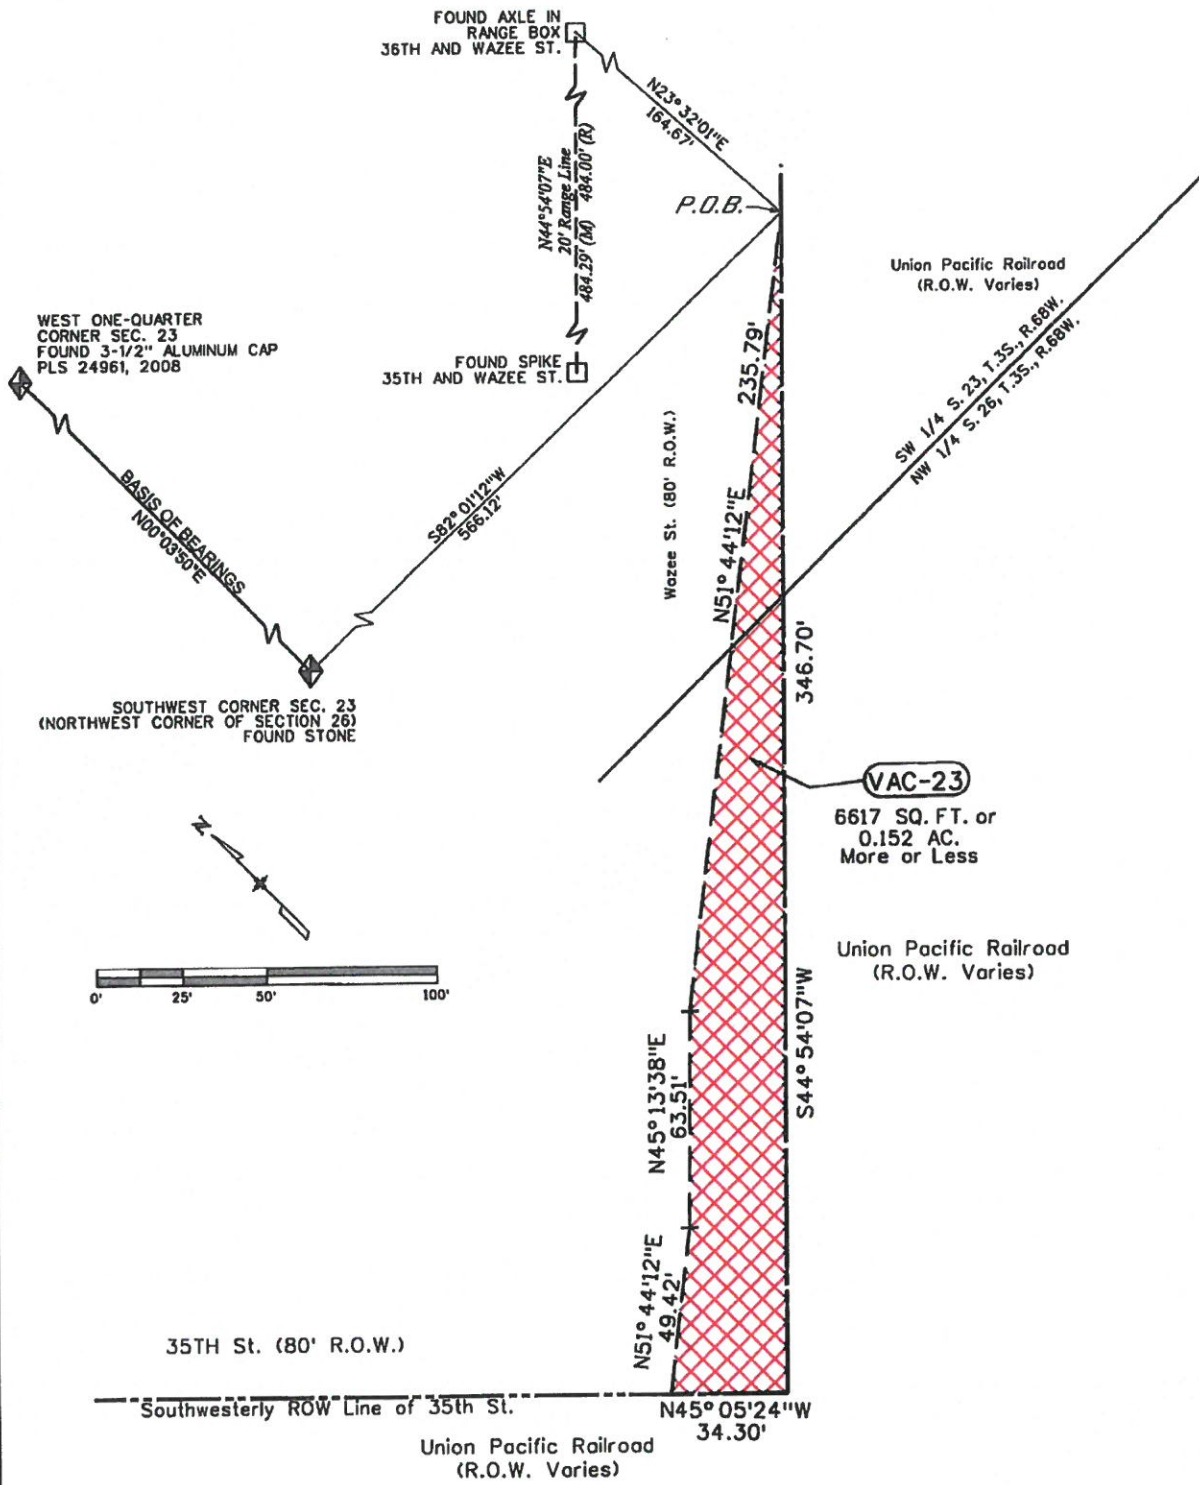 FOUND AXLE IN
RANGE BOX
36TH AND WAZEE ST.
N23°32'01"E
164.67'
N44°54'07"E
20' Range Line
484.29' (M) 484.00' (R)
P.O.B.
Union Pacific Railroad
(R.O.W. Varies)
WEST ONE-QUARTER
CORNER SEC. 23
FOUND 3-1/2" ALUMINUM CAP
PLS 24961, 2008
FOUND SPIKE
35TH AND WAZEE ST.
235.79'
N51°44'12"E
Wazee St. (80' R.O.W.)
SW 1/4 S. 23, T.3S., R.68W.
NW 1/4 S. 26, T.3S., R.68W.
BASIS OF BEARINGS
N00°03'50"E
S82°01'12"W
566.12'
346.70'
SOUTHWEST CORNER SEC. 23
(NORTHWEST CORNER OF SECTION 26)
FOUND STONE
VAC-23
6617 SQ. FT. or
0.152 AC.
More or Less
N
0' 25' 50' 100'
Union Pacific Railroad
(R.O.W. Varies)
S44°54'07"W
N45°13'38"E
63.51'
N51°44'12"E
49.42'
35TH St. (80' R.O.W.)
Southwesterly ROW Line of 35th St.
N45°05'24"W
34.30'
Union Pacific Railroad
(R.O.W. Varies)